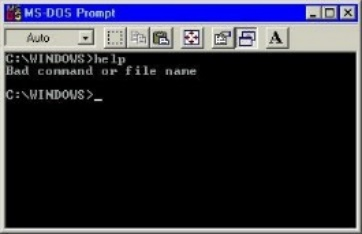 MS-DOS Prompt
Auto
A
C:\WINDOWS>help
Bad command or file name
C:\WINDOWS>_